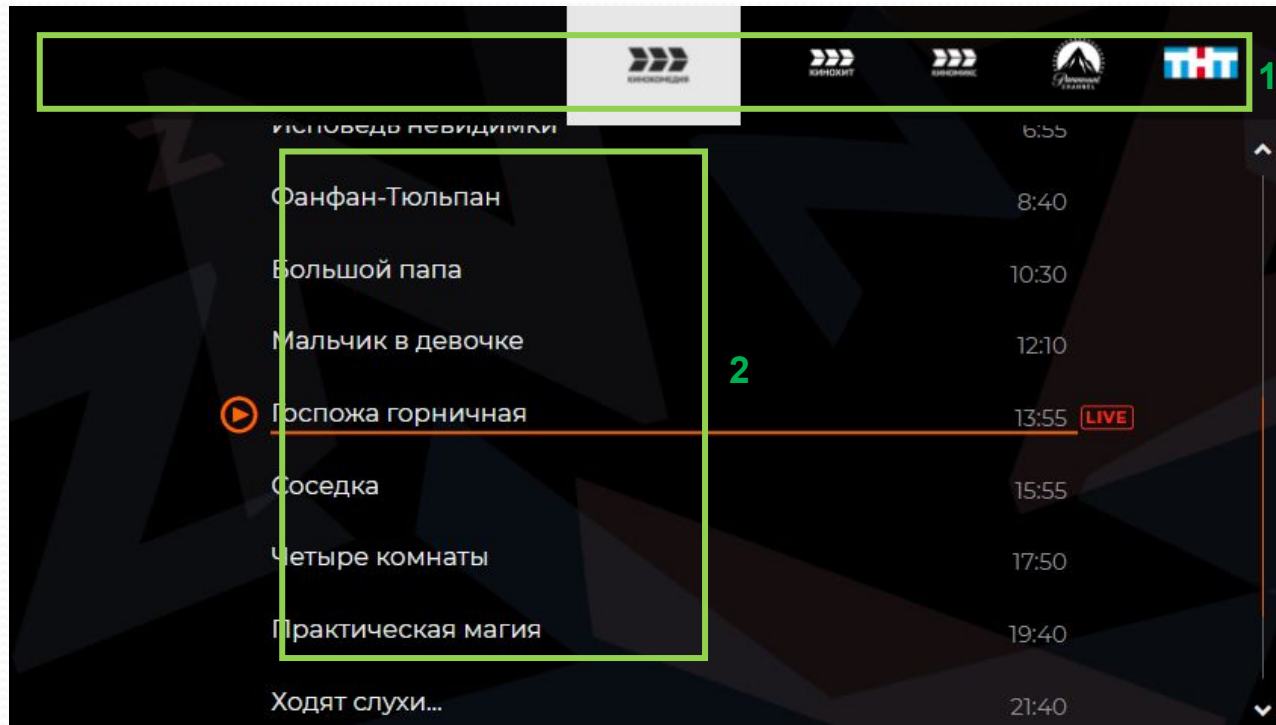 КИНОКОМЕДИЯ
КИНОХИТ
КИНОМИКС
Paramount
CHANNEL
ТНТ
1
Исповедь невидимки 6:55
Фанфан-Тюльпан 8:40
Большой папа 10:30
Мальчик в девочке 12:10
2
Госпожа горничная 13:55 LIVE
Соседка 15:55
Четыре комнаты 17:50
Практическая магия 19:40
Ходят слухи... 21:40